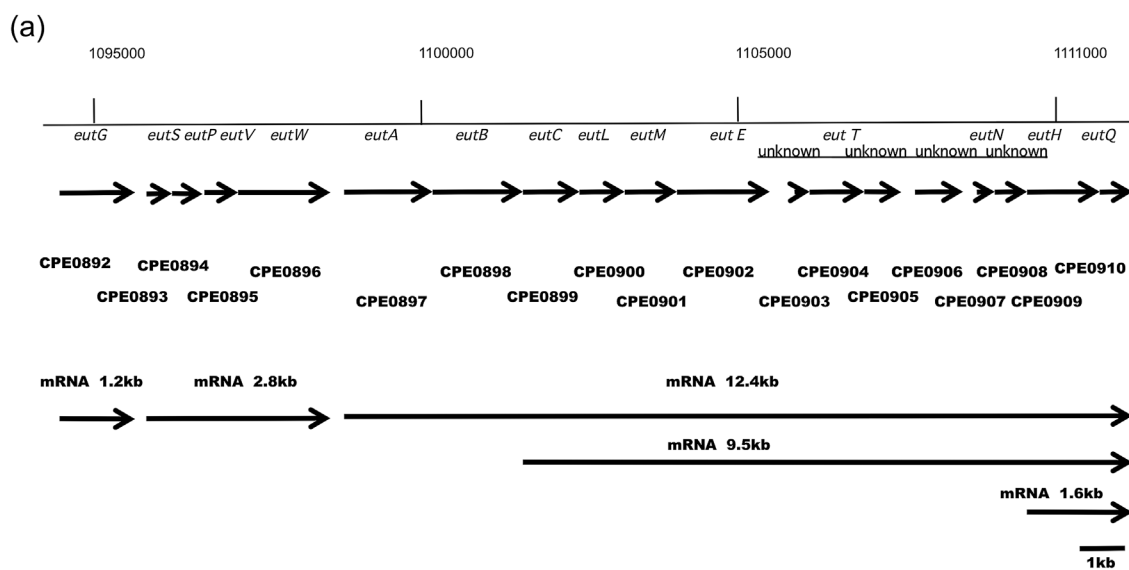 (a)
1095000 1100000 1105000 1111000
eutG eutS eutP eutV eutW eutA eutB eutC eutL eutM eut E eut T eutN eutH eutQ
unknown unknown unknown unknown
CPE0892 CPE0894 CPE0896 CPE0898 CPE0900 CPE0902 CPE0904 CPE0906 CPE0908 CPE0910
CPE0893 CPE0895 CPE0897 CPE0899 CPE0901 CPE0903 CPE0905 CPE0907 CPE0909
mRNA 1.2kb mRNA 2.8kb mRNA 12.4kb
mRNA 9.5kb
mRNA 1.6kb
1kb